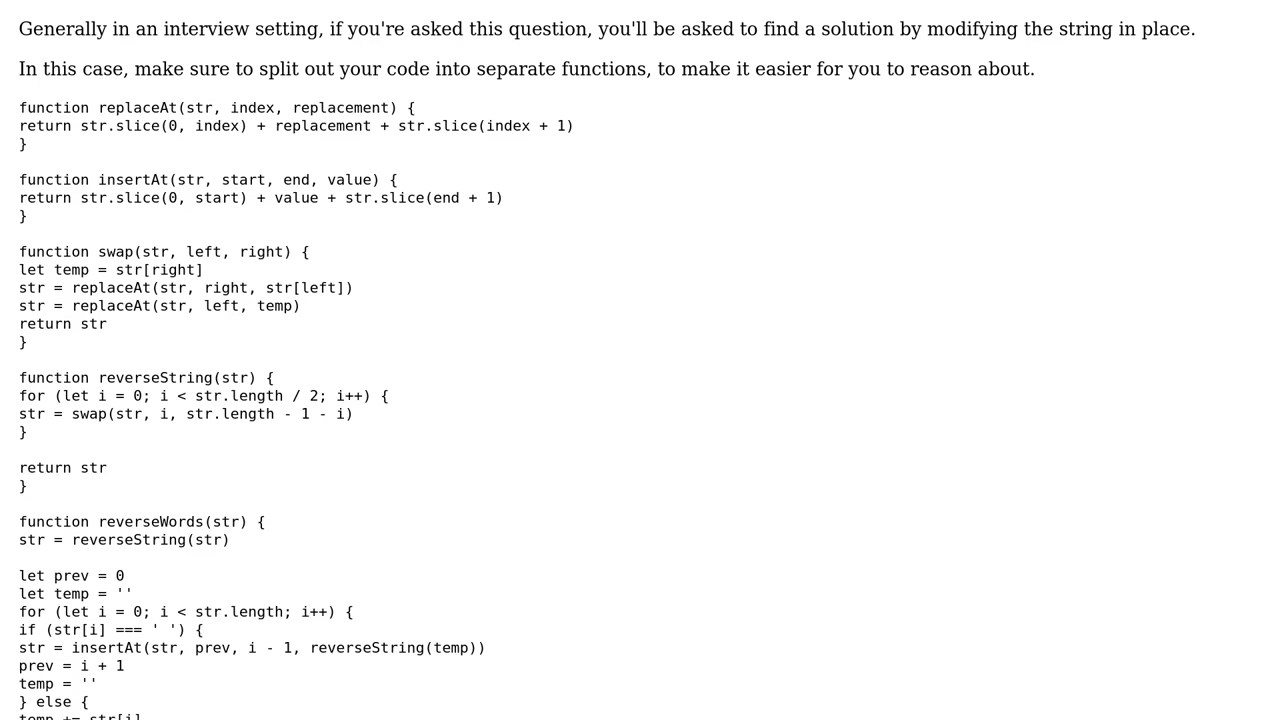 Generally in an interview setting, if you're asked this question, you'll be asked to find a solution by modifying the string in place.
In this case, make sure to split out your code into separate functions, to make it easier for you to reason about.
function replaceAt(str, index, replacement) {
return str.slice(0, index) + replacement + str.slice(index + 1)
}
function insertAt(str, start, end, value) {
return str.slice(0, start) + value + str.slice(end + 1)
}
function swap(str, left, right) {
let temp = str[right]
str = replaceAt(str, right, str[left])
str = replaceAt(str, left, temp)
return str
}
function reverseString(str) {
for (let i = 0; i < str.length / 2; i++) {
str = swap(str, i, str.length - 1 - i)
}
return str
}
function reverseWords(str) {
str = reverseString(str)
let prev = 0
let temp = ''
for (let i = 0; i < str.length; i++) {
if (str[i] === ' ') {
str = insertAt(str, prev, i - 1, reverseString(temp))
prev = i + 1
temp = ''
} else {
temp += str[i]